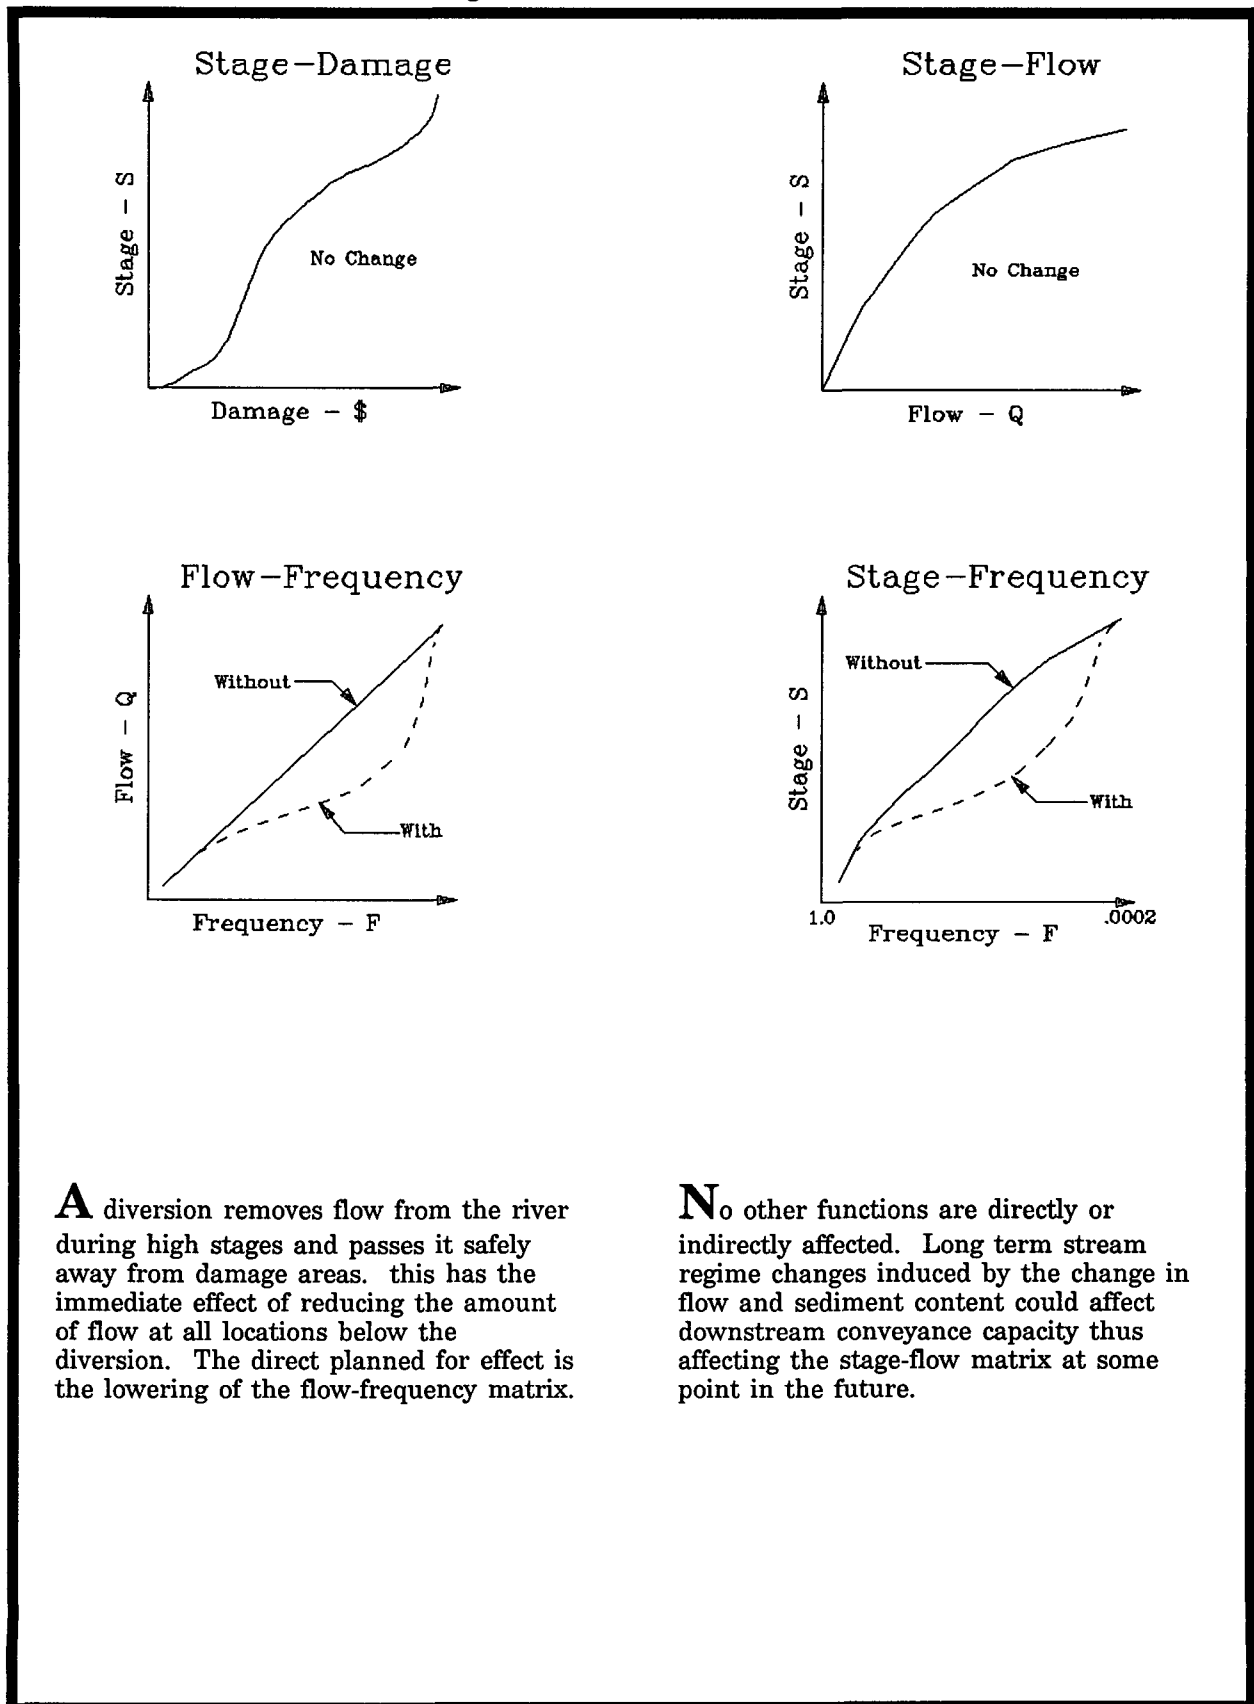 Stage-Damage
Stage - S
No Change
Damage - $
Stage-Flow
Stage - S
No Change
Flow - Q
Flow-Frequency
Without
Flow - Q
With
Frequency - F
Stage-Frequency
Without
Stage - S
With
1.0
.0002
Frequency - F
A diversion removes flow from the river
during high stages and passes it safely
away from damage areas. this has the
immediate effect of reducing the amount
of flow at all locations below the
diversion. The direct planned for effect is
the lowering of the flow-frequency matrix.
No other functions are directly or
indirectly affected. Long term stream
regime changes induced by the change in
flow and sediment content could affect
downstream conveyance capacity thus
affecting the stage-flow matrix at some
point in the future.